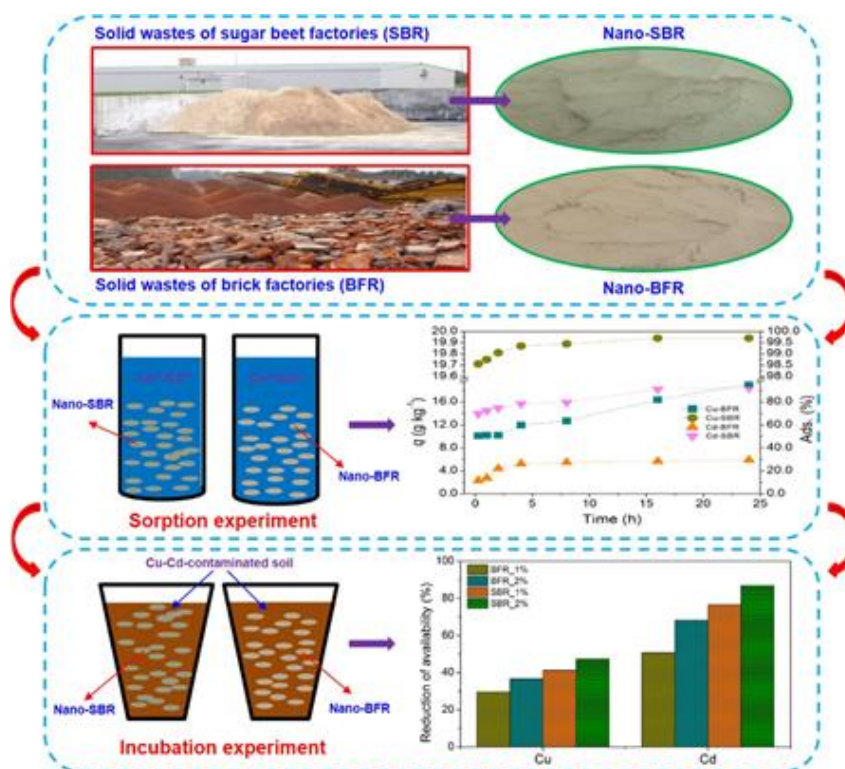 Solid wastes of sugar beet factories (SBR)
Nano-SBR
Solid wastes of brick factories (BFR)
Nano-BFR
Nano-SBR
Nano-BFR
Sorption experiment
20.0
19.9
19.8
19.7
19.6
16.0
12.0
8.0
4.0
0.0
q (g kg⁻¹)
100.0
99.5
99.0
98.5
98.0
80.0
60.0
40.0
20.0
0.0
Ads. (%)
Cu-BFR
Cu-SBR
Cd-BFR
Cd-SBR
0 5 10 15 20 25
Time (h)
Cu-Cd-contaminated soil
Nano-SBR
Nano-BFR
Incubation experiment
100
80
60
40
20
0
Reduction of availability (%)
BFR_1%
BFR_2%
SBR_1%
SBR_2%
Cu Cd